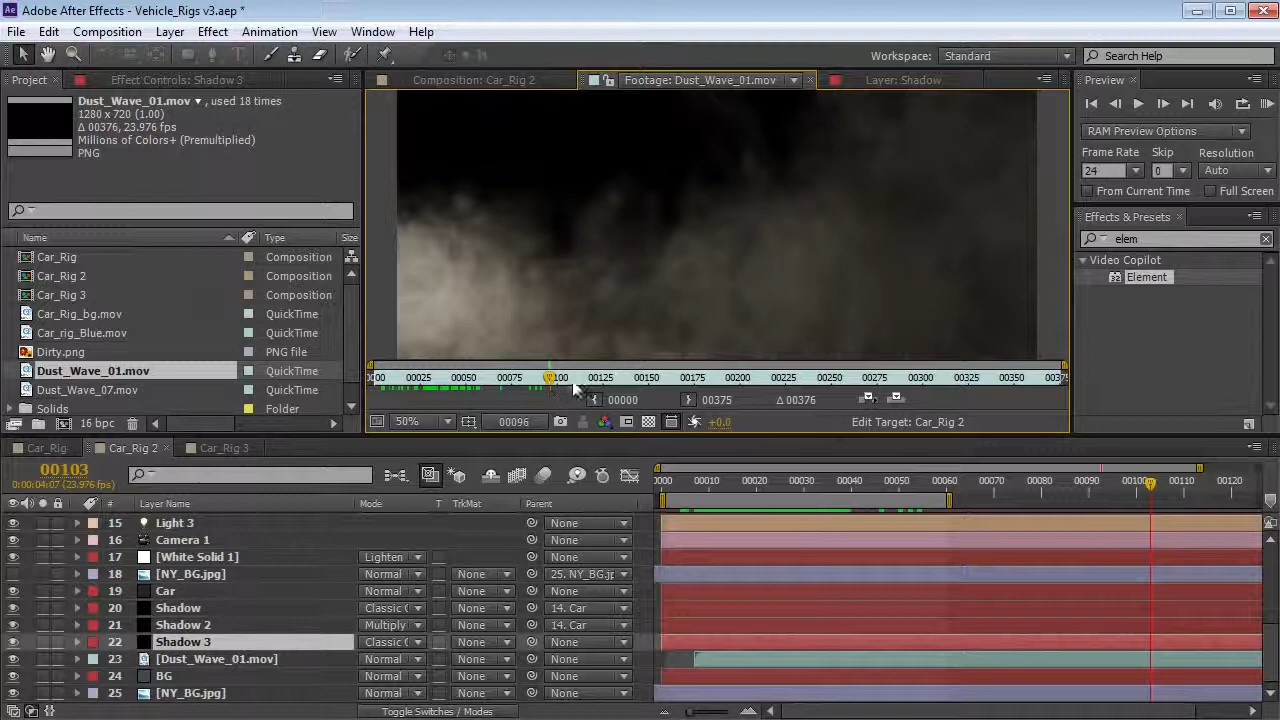 Adobe After Effects - Vehicle_Rigs v3.aep *
File Edit Composition Layer Effect Animation View Window Help
Workspace: Standard Search Help
Project Effect Controls: Shadow 3 Composition: Car_Rig 2 Footage: Dust_Wave_01.mov Layer: Shadow Preview
Dust_Wave_01.mov , used 18 times
1280 x 720 (1.00)
Δ 00376, 23.976 fps
Millions of Colors+ (Premultiplied)
PNG
RAM Preview Options
Frame Rate Skip Resolution
24 0 Auto
From Current Time Full Screen
Effects & Presets
elem
Video Copilot
Element
Name Type Size
Car_Rig Composition
Car_Rig 2 Composition
Car_Rig 3 Composition
Car_Rig_bg.mov QuickTime
Car_rig_Blue.mov QuickTime
Dirty.png PNG file
Dust_Wave_01.mov QuickTime
Dust_Wave_07.mov QuickTime
Solids Folder
16 bpc
00025 00050 00075 00125 00150 00175 00200 00225 00250 00275 00300 00325 00350
00000 00375 Δ 00376
50% 00096 +0.0 Edit Target: Car_Rig 2
Car_Rig Car_Rig 2 Car_Rig 3
00103
0:00:04:07 (23.976 fps)
00010 00020 00030 00040 00050 00060 00070 00080 00090 00110 00120
# Layer Name Mode T TrkMat Parent
15 Light 3 None
16 Camera 1 None
17 [White Solid 1] Lighten None
18 [NY_BG.jpg] Normal None 25. NY_BG.jp
19 Car Normal None None
20 Shadow Classic C None 14. Car
21 Shadow 2 Multiply None 14. Car
22 Shadow 3 Classic C None None
23 [Dust_Wave_01.mov] Normal None None
24 BG Normal None None
25 [NY_BG.jpg] Normal None None
Toggle Switches / Modes